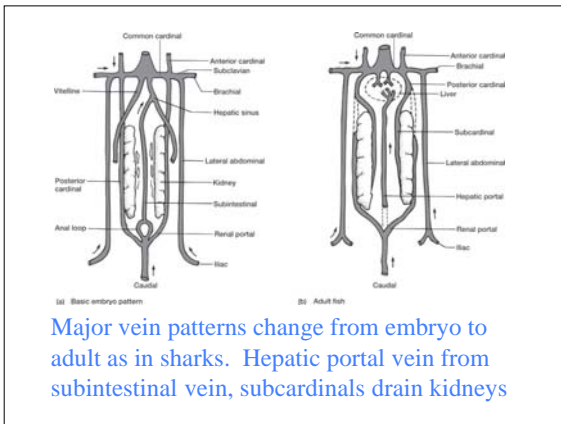 Common cardinal
Anterior cardinal
Subclavian
Vitelline
Brachial
Hepatic sinus
Lateral abdominal
Posterior
cardinal
Kidney
Subintestinal
Anal loop
Renal portal
Iliac
Caudal
(a) Basic embryo pattern
Common cardinal
Anterior cardinal
Brachial
Posterior cardinal
Liver
Subcardinal
Lateral abdominal
Hepatic portal
Renal portal
Iliac
Caudal
(b) Adult fish
Major vein patterns change from embryo to
adult as in sharks. Hepatic portal vein from
subintestinal vein, subcardinals drain kidneys